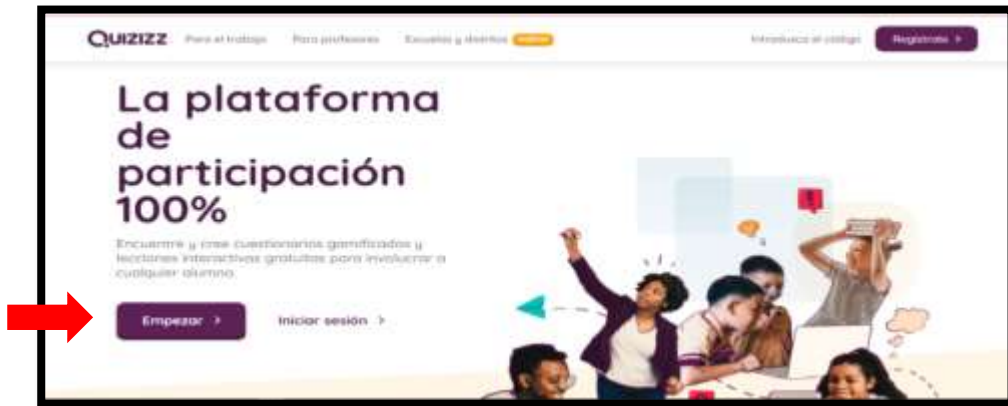 QUIZIZZ Para el trabajo Para profesores Escuelas y distritos
Introduzca el código Regístrate >
La plataforma
de
participación
100%
Encuentre y cree cuestionarios gamificados y
lecciones interactivas gratuitas para involucrar a
cualquier alumno.
Empezar > Iniciar sesión >